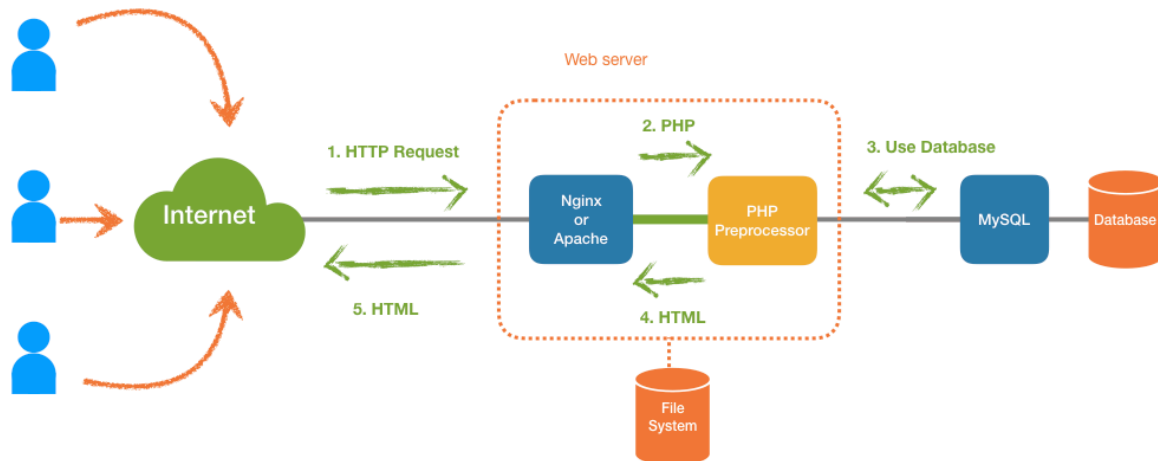 Web server
2. PHP
1. HTTP Request
3. Use Database
Internet
Nginx
or
Apache
PHP
Preprocessor
MySQL
Database
5. HTML
4. HTML
File
System